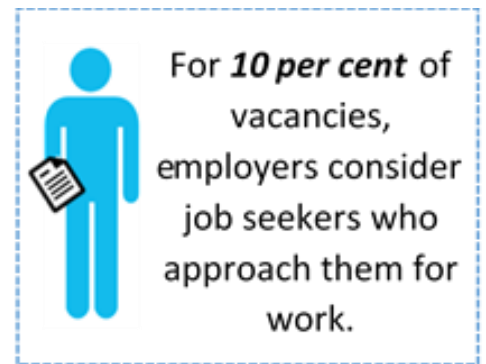 For 10 per cent of
vacancies,
employers consider
job seekers who
approach them for
work.